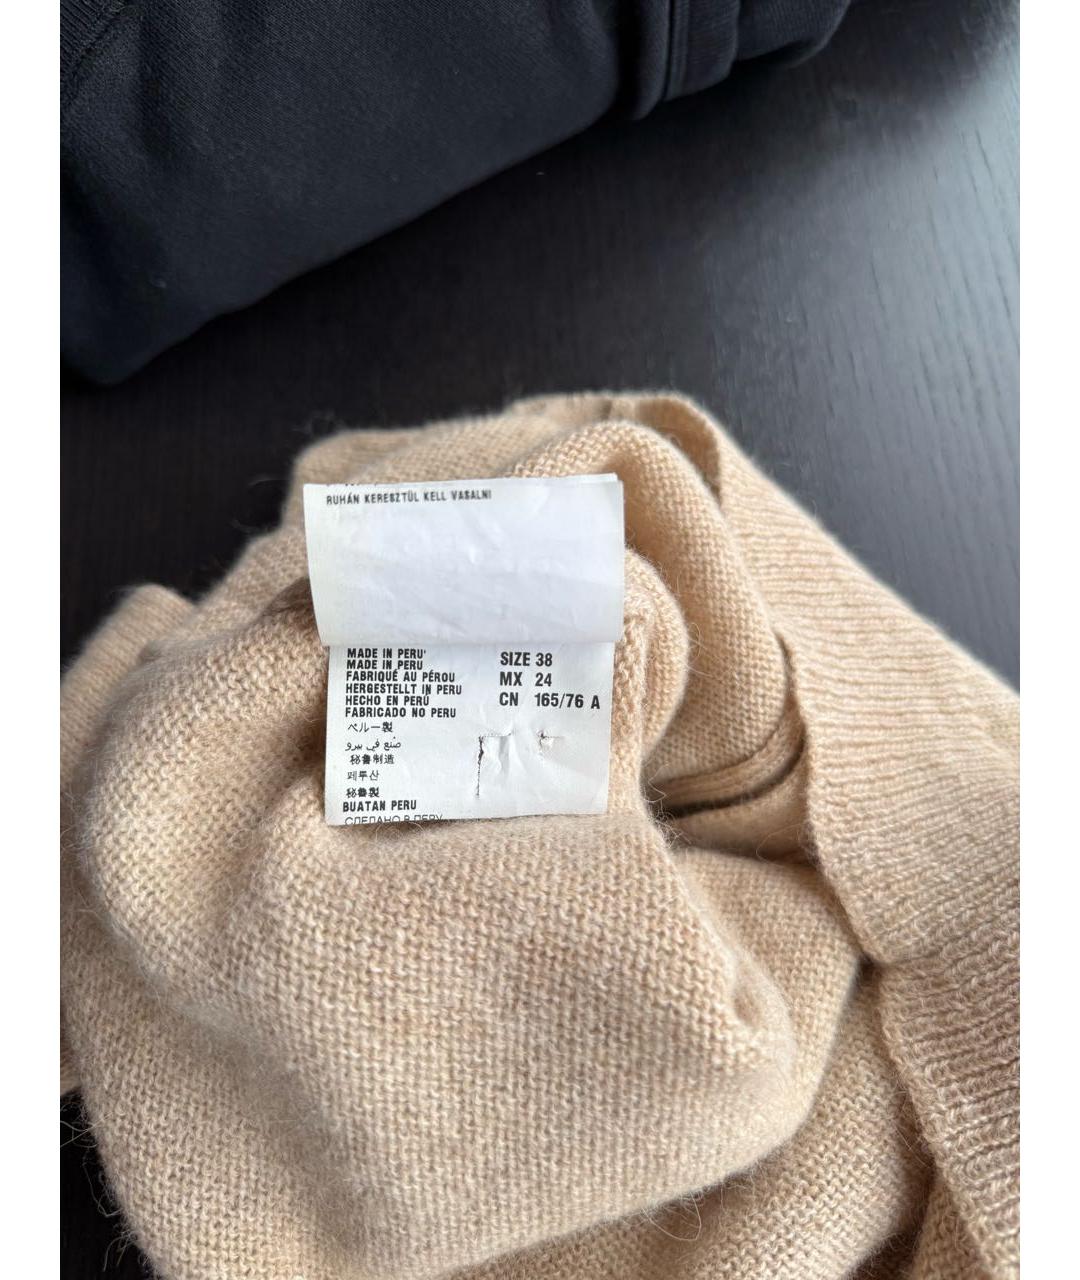 RUHÁN KERESZTÜL KELL VASALNI
MADE IN PERU'
MADE IN PERU
FABRIQUÉ AU PÉROU
HERGESTELLT IN PERU
HECHO EN PERÚ
FABRICADO NO PERU
ペルー製
صنع في بيرو
秘鲁制造
페루산
秘魯製
BUATAN PERU
СДЕЛАНО В ПЕРУ
SIZE 38
MX 24
CN 165/76 A